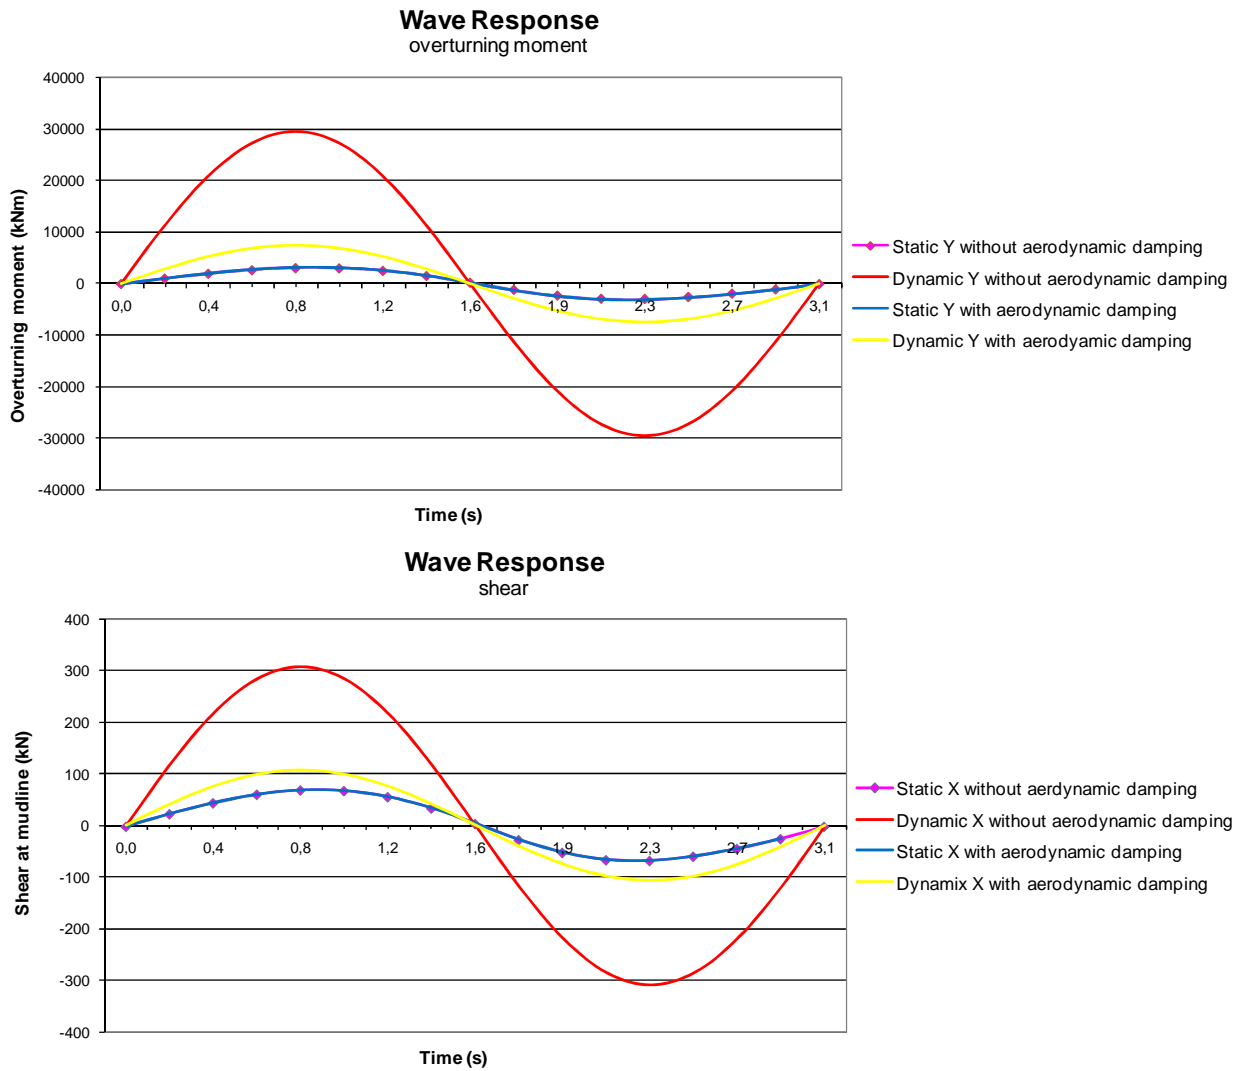 Wave Response
overturning moment
40000
30000
20000
10000
0
-10000
-20000
-30000
-40000
Overturning moment (kNm)
0,0 0,4 0,8 1,2 1,6 1,9 2,3 2,7 3,1
Time (s)
Static Y without aerodynamic damping
Dynamic Y without aerodynamic damping
Static Y with aerodynamic damping
Dynamic Y with aerodyamic damping
Wave Response
shear
400
300
200
100
0
-100
-200
-300
-400
Shear at mudline (kN)
0,0 0,4 0,8 1,2 1,6 1,9 2,3 2,7 3,1
Time (s)
Static X without aerdynamic damping
Dynamic X without aerodynamic damping
Static X with aerodynamic damping
Dynamix X with aerodynamic damping